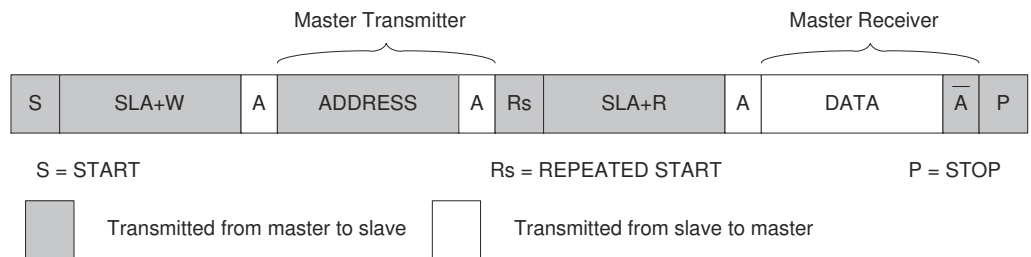 Master Transmitter Master Receiver
S SLA+W A ADDRESS A Rs SLA+R A DATA A̅ P
S = START Rs = REPEATED START P = STOP
Transmitted from master to slave Transmitted from slave to master